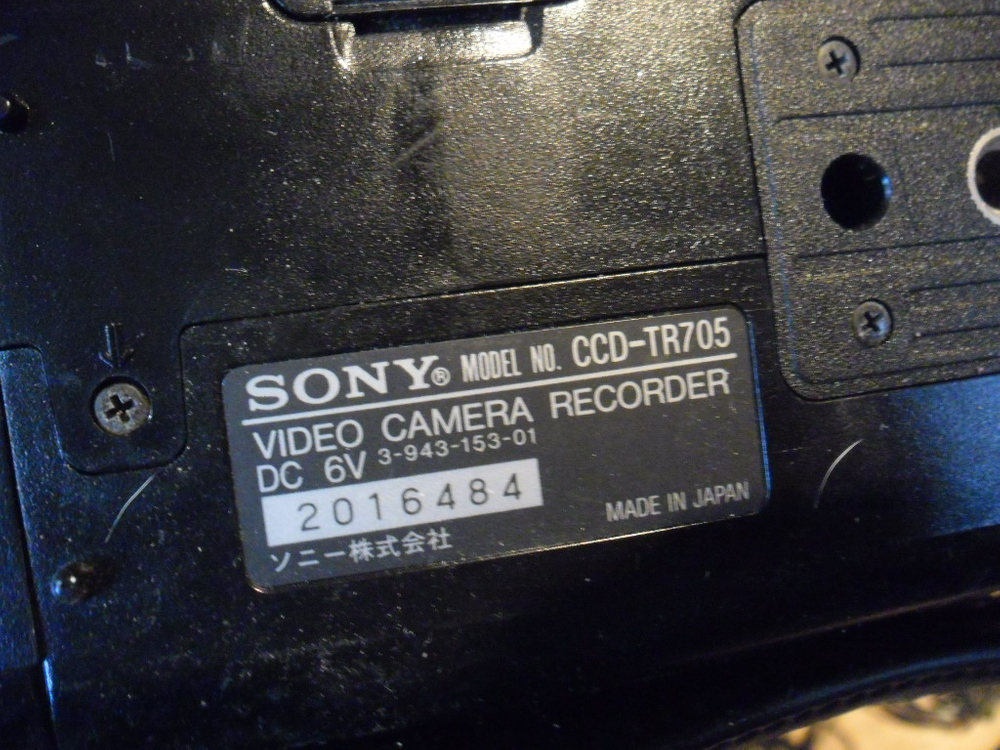 SONY® MODEL NO. CCD-TR705
VIDEO CAMERA RECORDER
DC 6V 3-943-153-01
2016484
MADE IN JAPAN
ソニー株式会社